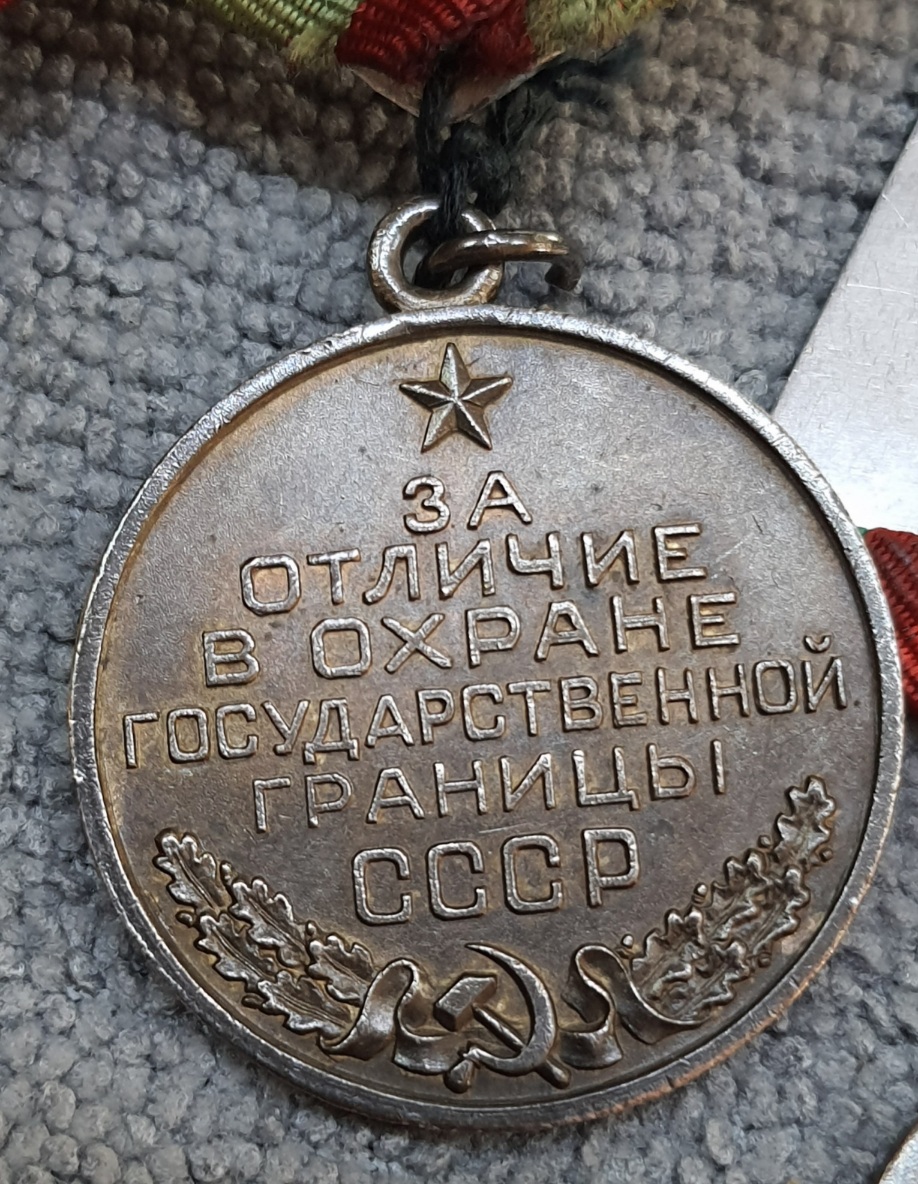 ЗА
ОТЛИЧИЕ
В ОХРАНЕ
ГОСУДАРСТВЕННОЙ
ГРАНИЦЫ
СССР